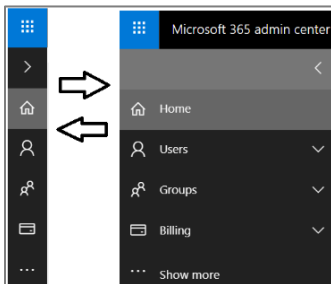 Microsoft 365 admin center
Home
Users
Groups
Billing
Show more